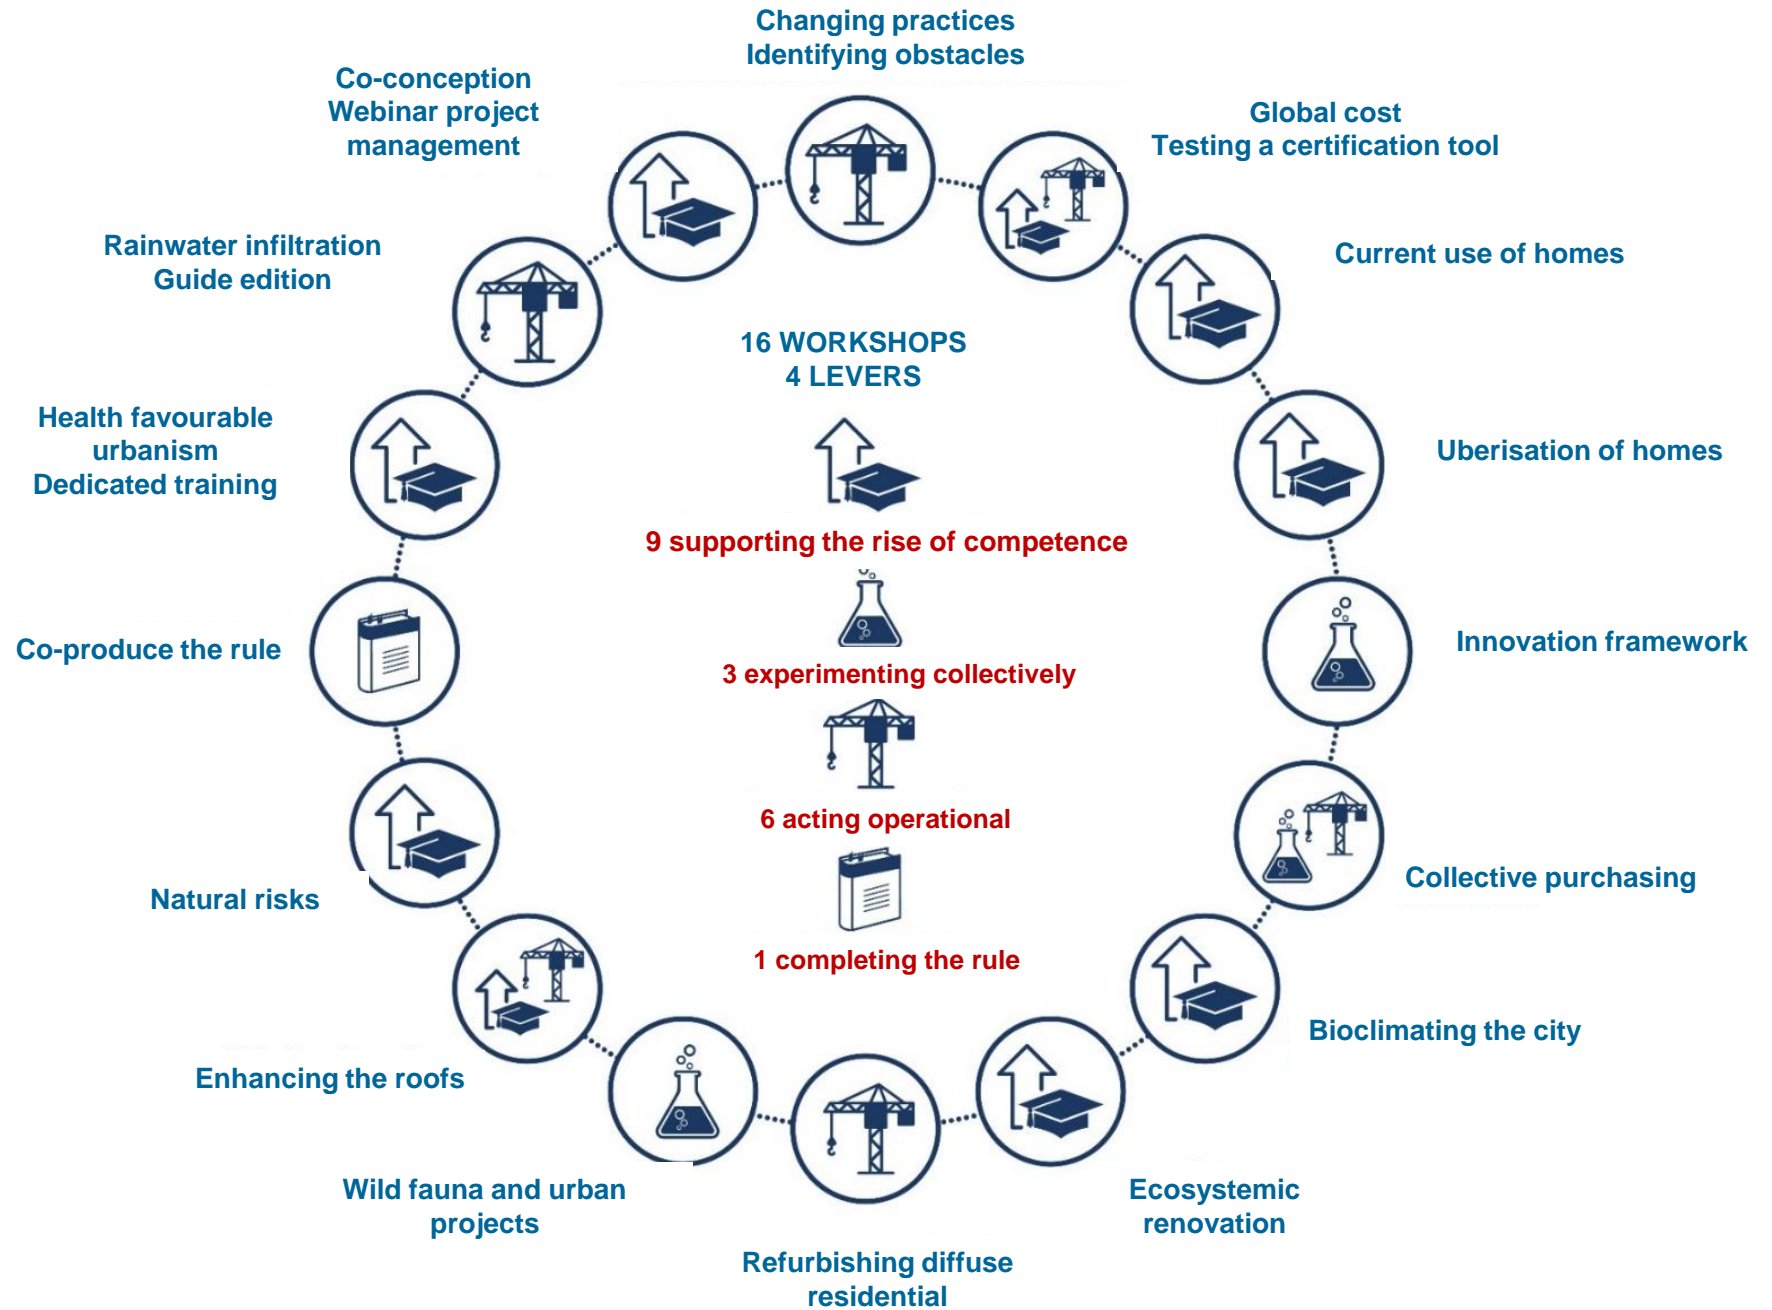 Changing practices
Identifying obstacles
Co-conception
Webinar project
management
Global cost
Testing a certification tool
Rainwater infiltration
Guide edition
Current use of homes
16 WORKSHOPS
4 LEVERS
Health favourable
urbanism
Dedicated training
Uberisation of homes
9 supporting the rise of competence
Co-produce the rule
Innovation framework
3 experimenting collectively
6 acting operational
Natural risks
Collective purchasing
1 completing the rule
Enhancing the roofs
Bioclimating the city
Wild fauna and urban
projects
Ecosystemic
renovation
Refurbishing diffuse
residential